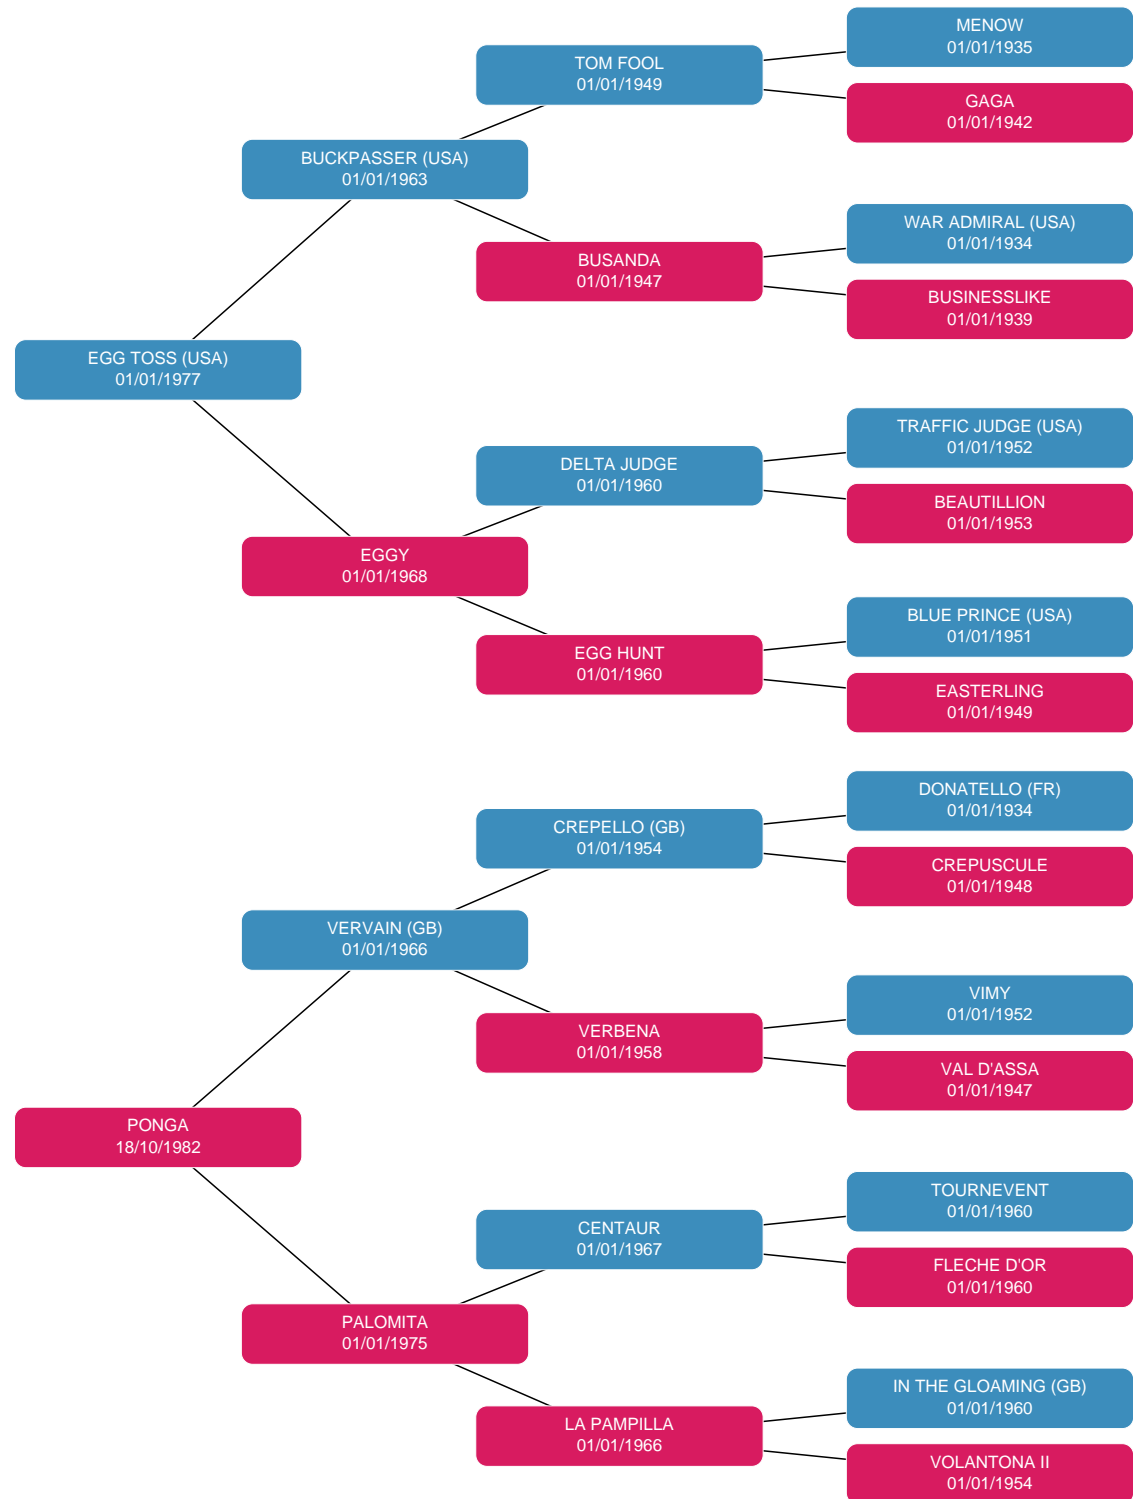 MENOW
01/01/1935
TOM FOOL
01/01/1949
GAGA
01/01/1942
BUCKPASSER (USA)
01/01/1963
WAR ADMIRAL (USA)
01/01/1934
BUSANDA
01/01/1947
BUSINESSLIKE
01/01/1939
EGG TOSS (USA)
01/01/1977
TRAFFIC JUDGE (USA)
01/01/1952
DELTA JUDGE
01/01/1960
BEAUTILLION
01/01/1953
EGGY
01/01/1968
BLUE PRINCE (USA)
01/01/1951
EGG HUNT
01/01/1960
EASTERLING
01/01/1949
DONATELLO (FR)
01/01/1934
CREPELLO (GB)
01/01/1954
CREPUSCULE
01/01/1948
VERVAIN (GB)
01/01/1966
VIMY
01/01/1952
VERBENA
01/01/1958
VAL D'ASSA
01/01/1947
PONGA
18/10/1982
TOURNEVENT
01/01/1960
CENTAUR
01/01/1967
FLECHE D'OR
01/01/1960
PALOMITA
01/01/1975
IN THE GLOAMING (GB)
01/01/1960
LA PAMPILLA
01/01/1966
VOLANTONA II
01/01/1954